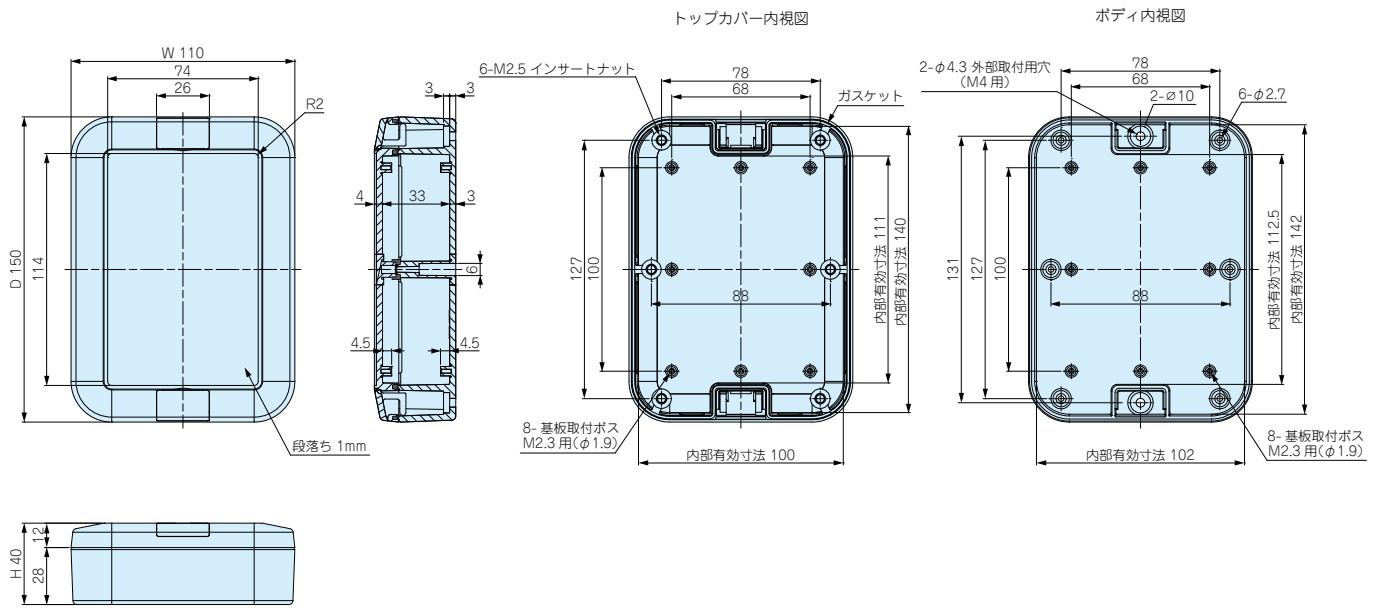 トップカバー内視図
ボディ内視図
W 110
74
26
R2
D 150
114
段落ち 1mm
H 40
12
28
3
3
4
33
3
6
4.5
4.5
6-M2.5 インサートナット
78
68
ガスケット
127
100
88
内部有効寸法 111
内部有効寸法 140
8- 基板取付ボス
M2.3 用(φ1.9)
内部有効寸法 100
2-φ4.3 外部取付用穴
(M4 用)
78
68
2-⌀10
6-φ2.7
131
127
100
88
内部有効寸法 112.5
内部有効寸法 142
8- 基板取付ボス
M2.3 用(φ1.9)
内部有効寸法 102